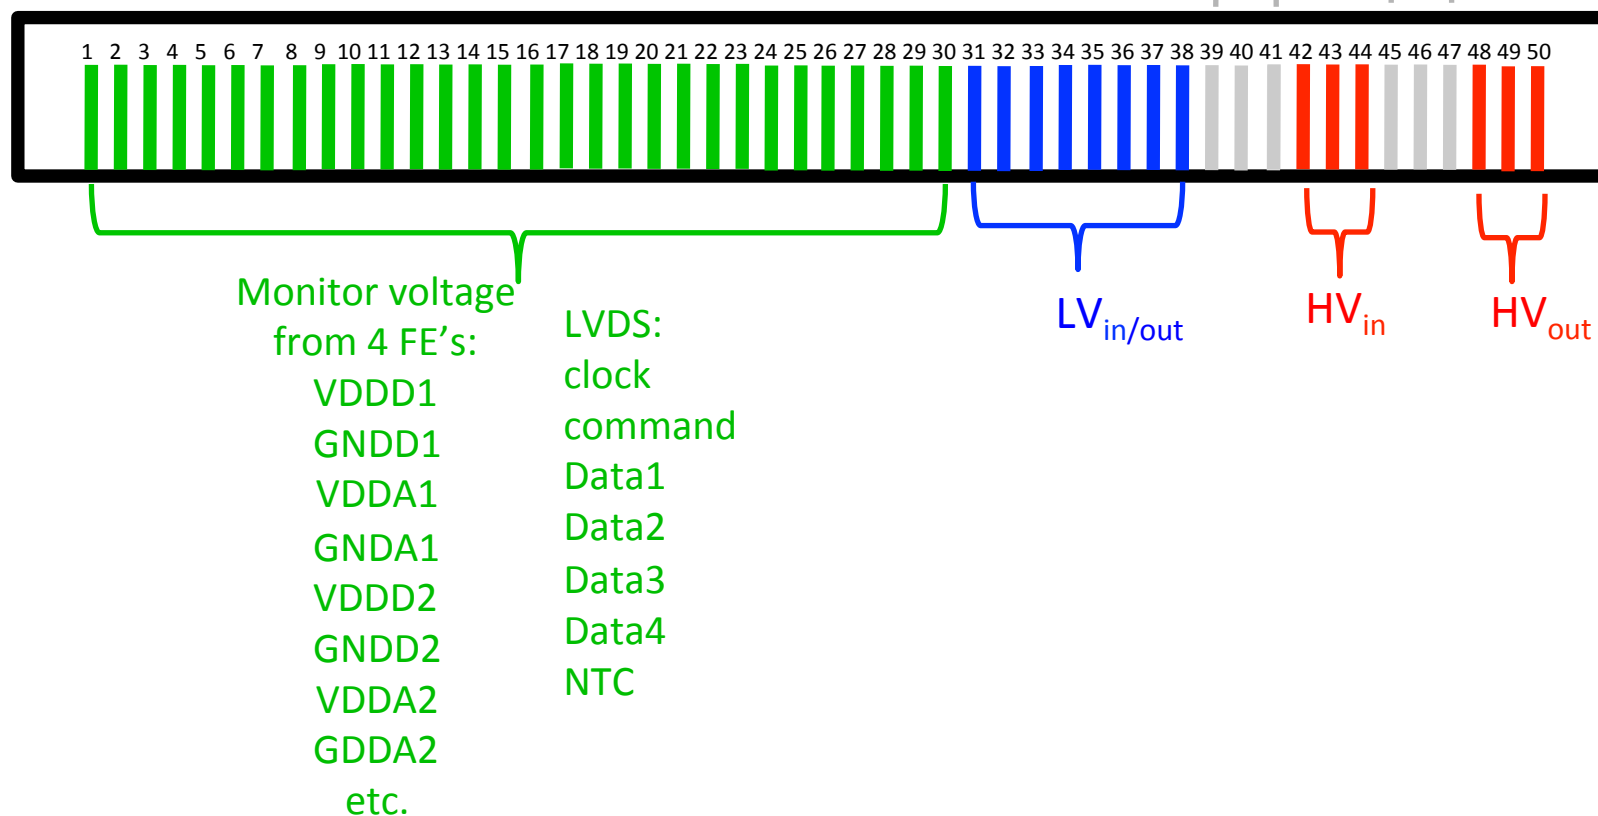 1 2 3 4 5 6 7 8 9 10 11 12 13 14 15 16 17 18 19 20 21 22 23 24 25 26 27 28 29 30 31 32 33 34 35 36 37 38 39 40 41 42 43 44 45 46 47 48 49 50
Monitor voltage
from 4 FE's:
VDDD1
GNDD1
VDDA1
GNDA1
VDDD2
GNDD2
VDDA2
GDDA2
etc.
LVDS:
clock
command
Data1
Data2
Data3
Data4
NTC
LVin/out
HVin
HVout